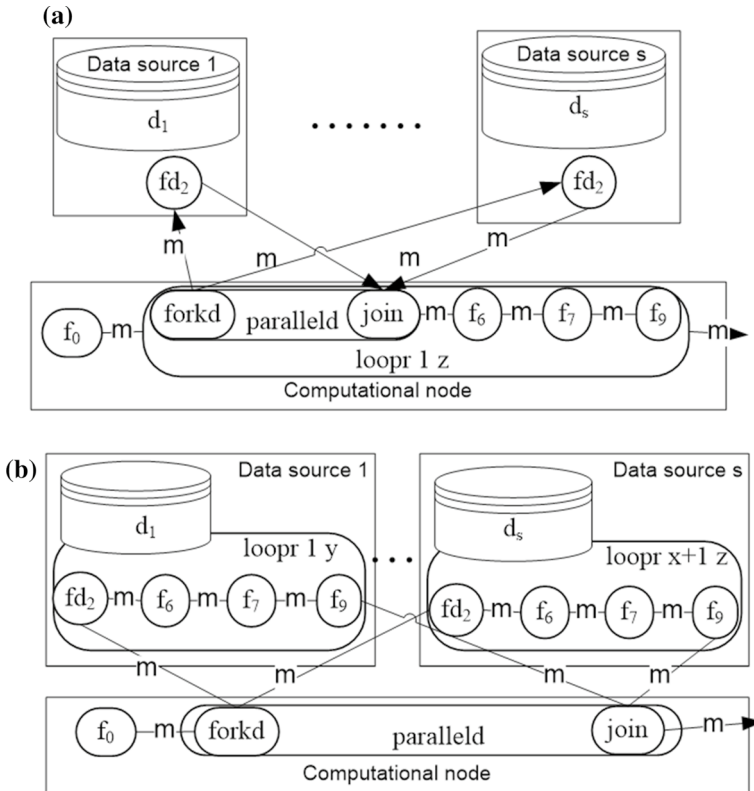 (a)
Data source 1
Data source s
d₁
.......
dₛ
fd₂
fd₂
m
m
m
m
f₀
m
forkd
paralleld
join
m
f₆
m
f₇
m
f₉
m
loopr 1 z
Computational node
(b)
Data source 1
Data source s
d₁
dₛ
loopr 1 y
...
loopr x+1 z
fd₂
m
f₆
m
f₇
m
f₉
fd₂
m
f₆
m
f₇
m
f₉
m
m
m
m
f₀
m
forkd
paralleld
join
m
Computational node